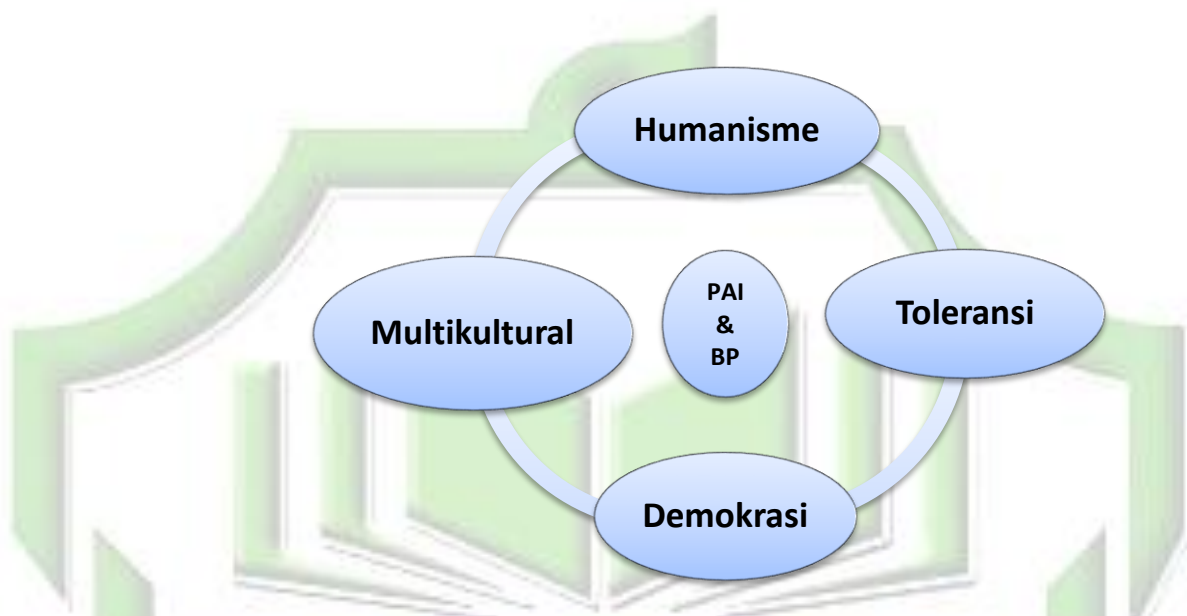 Humanisme
Multikultural
PAI
&
BP
Toleransi
Demokrasi